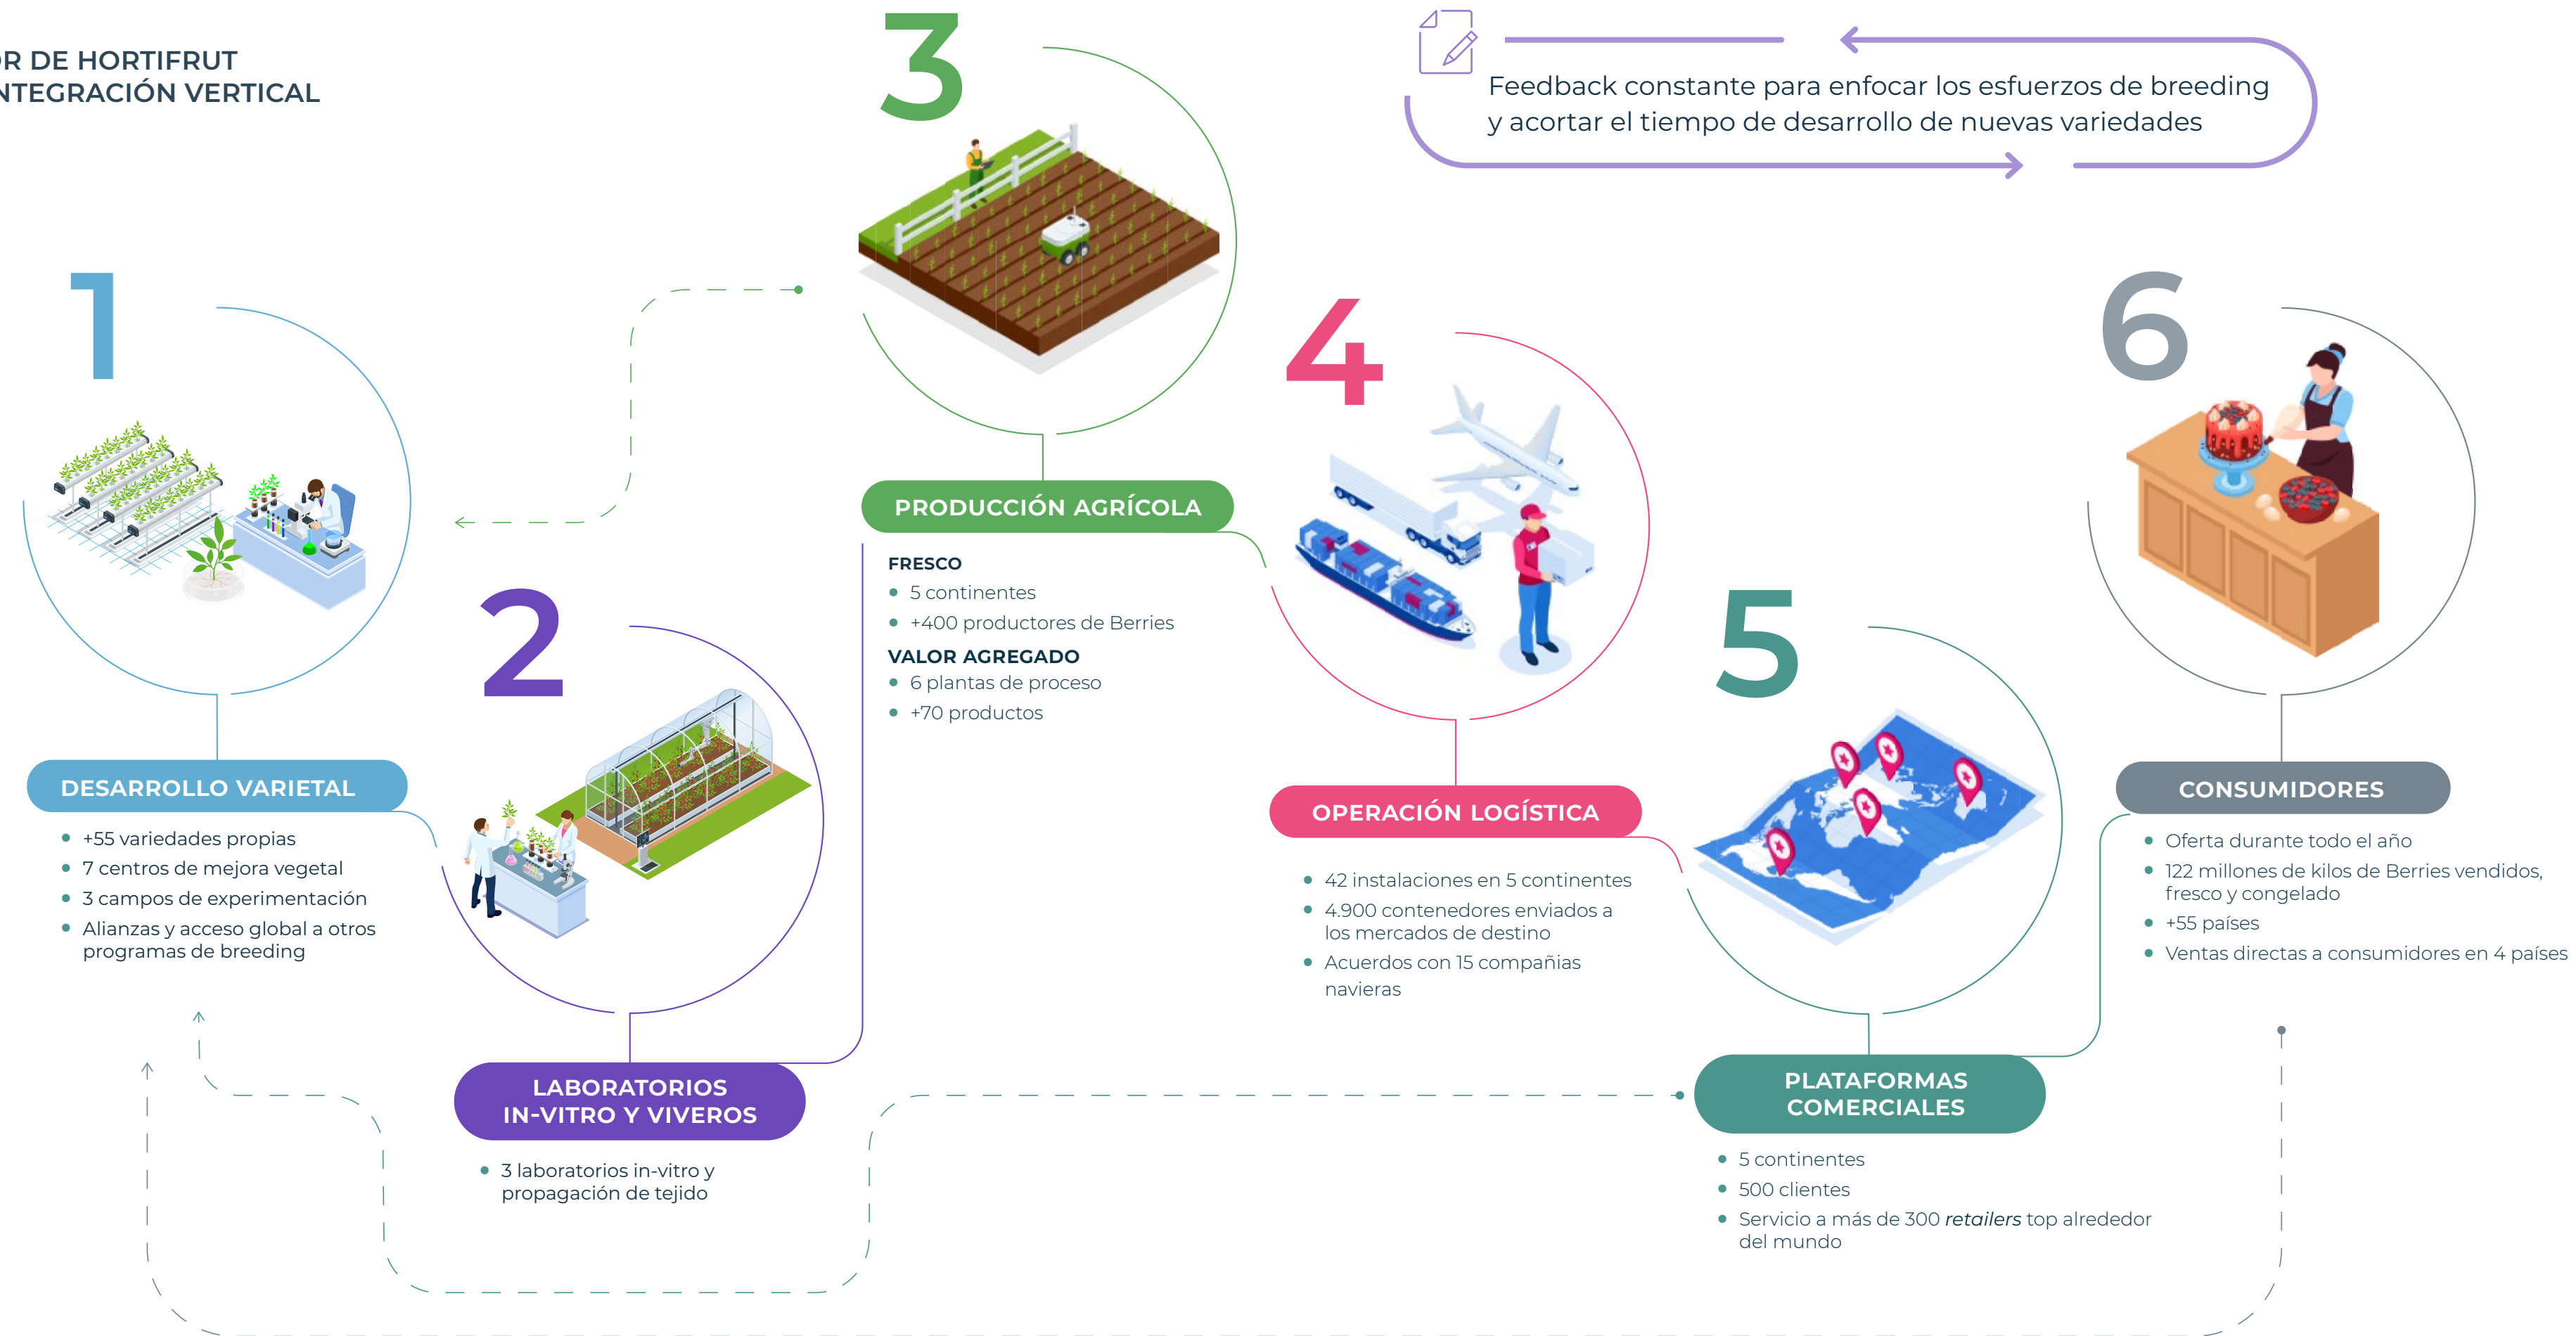 DE HORTIFRUT
INTEGRACIÓN VERTICAL
Feedback constante para enfocar los esfuerzos de breeding
y acortar el tiempo de desarrollo de nuevas variedades
1
DESARROLLO VARIETAL
+55 variedades propias
7 centros de mejora vegetal
3 campos de experimentación
Alianzas y acceso global a otros
programas de breeding
2
LABORATORIOS
IN-VITRO Y VIVEROS
3 laboratorios in-vitro y
propagación de tejido
3
PRODUCCIÓN AGRÍCOLA
FRESCO
5 continentes
+400 productores de Berries
VALOR AGREGADO
6 plantas de proceso
+70 productos
4
OPERACIÓN LOGÍSTICA
42 instalaciones en 5 continentes
4.900 contenedores enviados a
los mercados de destino
Acuerdos con 15 compañias
navieras
5
PLATAFORMAS
COMERCIALES
5 continentes
500 clientes
Servicio a más de 300 retailers top alrededor
del mundo
6
CONSUMIDORES
Oferta durante todo el año
122 millones de kilos de Berries vendidos,
fresco y congelado
+55 países
Ventas directas a consumidores en 4 países